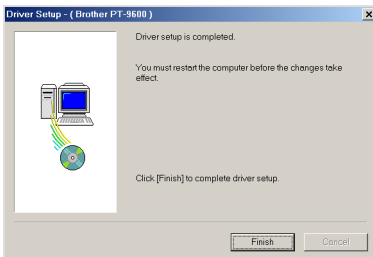 Driver Setup - ( Brother PT-9600 )
Driver setup is completed.
You must restart the computer before the changes take
effect.
Click [Finish] to complete driver setup.
Finish
Cancel